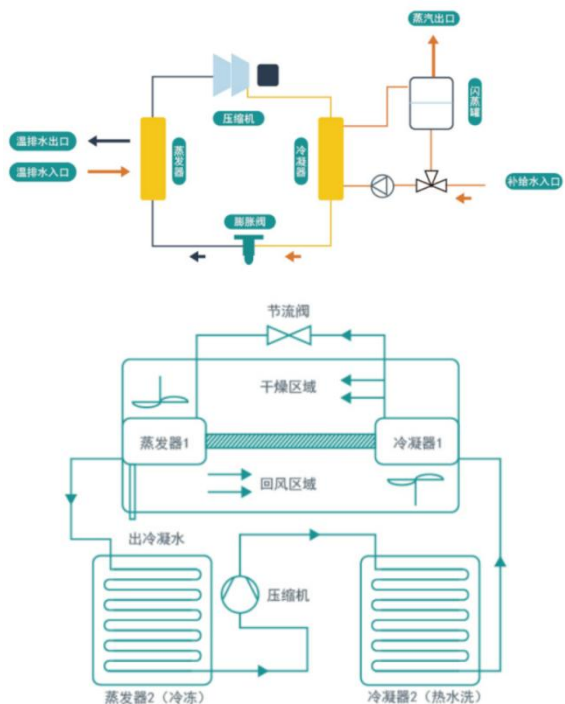 蒸汽出口
闪蒸罐
压缩机
温排水出口
蒸发器
冷凝器
温排水入口
补给水入口
膨胀阀
节流阀
干燥区域
蒸发器1
冷凝器1
回风区域
出冷凝水
压缩机
蒸发器2（冷冻）
冷凝器2（热水洗）